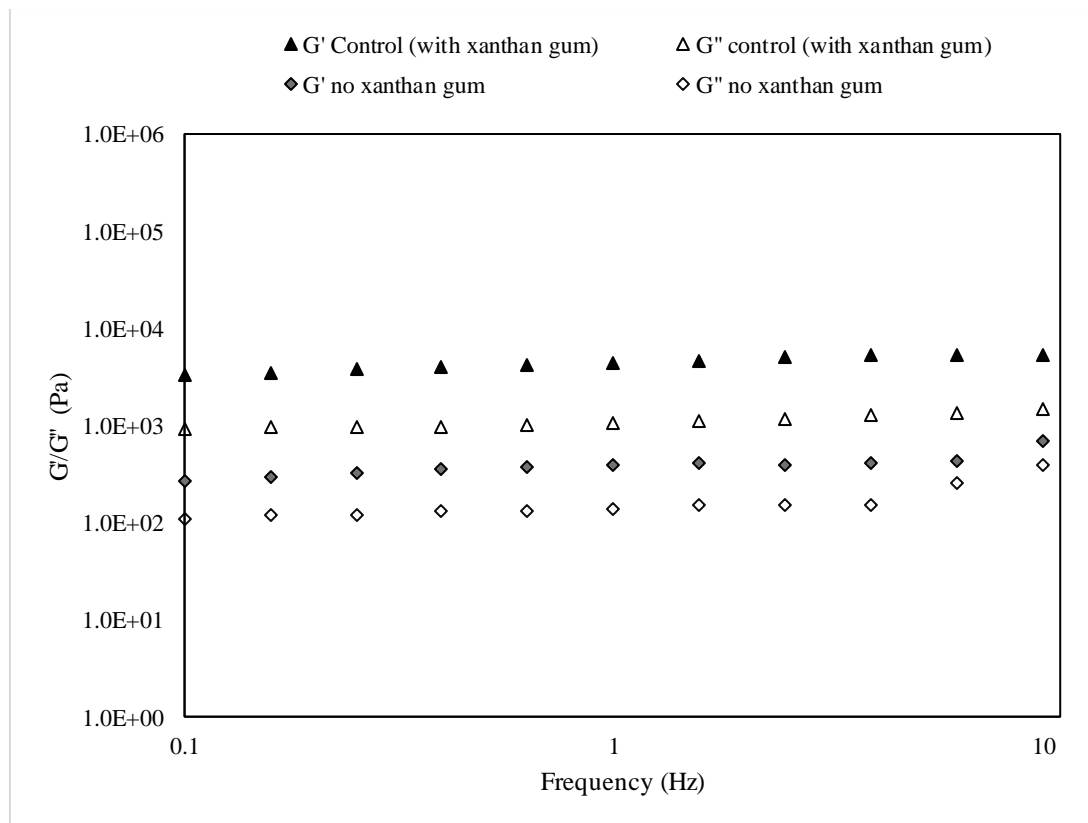 G' Control (with xanthan gum)
G'' control (with xanthan gum)
G' no xanthan gum
G'' no xanthan gum
1.0E+06
1.0E+05
1.0E+04
1.0E+03
1.0E+02
1.0E+01
1.0E+00
G'/G'' (Pa)
0.1
1
10
Frequency (Hz)